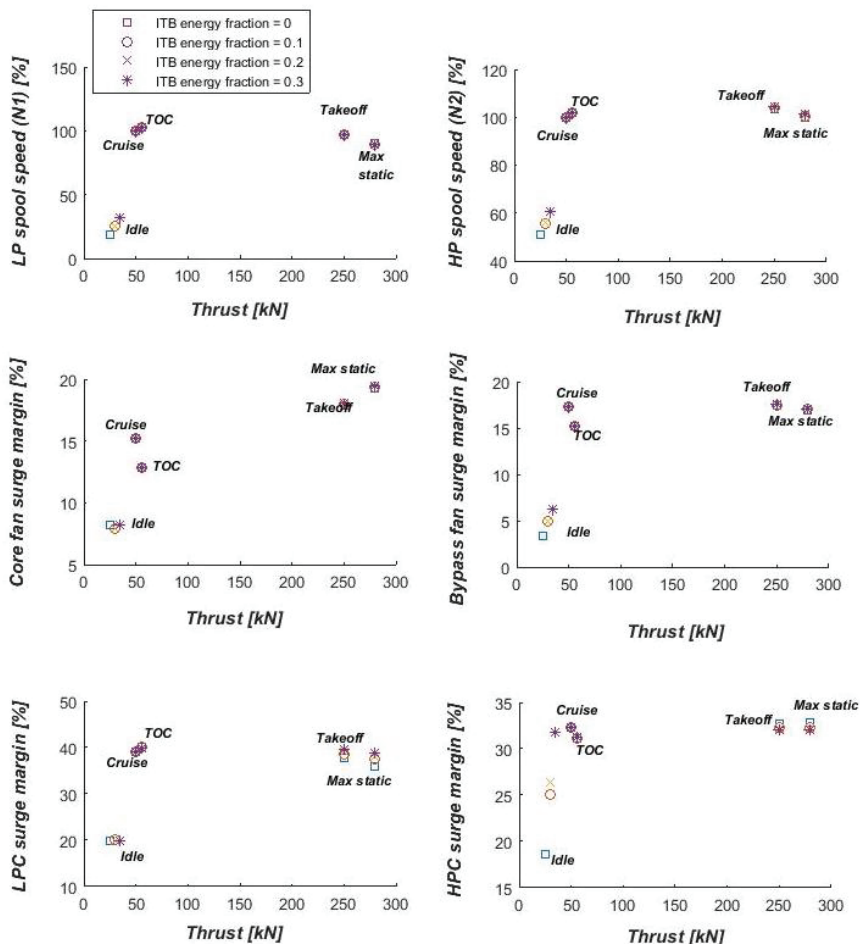 ITB energy fraction = 0
ITB energy fraction = 0.1
ITB energy fraction = 0.2
ITB energy fraction = 0.3
LP spool speed (N1) [%]
150
100
50
0
TOC
Cruise
Idle
Takeoff
Max
static
0 50 100 150 200 250 300
Thrust [kN]
HP spool speed (N2) [%]
120
100
80
60
40
TOC
Cruise
Idle
Takeoff
Max static
0 50 100 150 200 250 300
Thrust [kN]
Core fan surge margin [%]
20
15
10
5
Max static
Takeoff
Cruise
TOC
Idle
0 50 100 150 200 250 300
Thrust [kN]
Bypass fan surge margin [%]
20
15
10
5
0
Cruise
TOC
Idle
Takeoff
Max static
0 50 100 150 200 250 300
Thrust [kN]
LPC surge margin [%]
50
40
30
20
10
TOC
Cruise
Idle
Takeoff
Max static
0 50 100 150 200 250 300
Thrust [kN]
HPC surge margin [%]
35
30
25
20
15
Cruise
TOC
Idle
Takeoff
Max static
0 50 100 150 200 250 300
Thrust [kN]